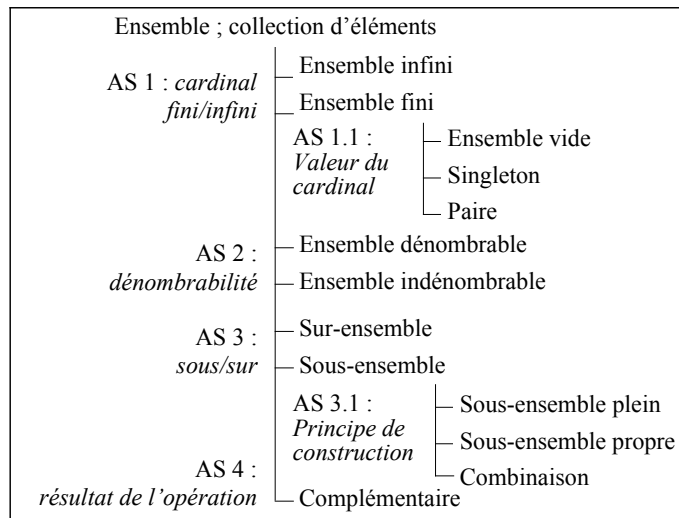 Ensemble ; collection d’éléments
Ensemble infini
AS 1 : cardinal
fini/infini
Ensemble fini
AS 1.1 :
Valeur du
cardinal
Ensemble vide
Singleton
Paire
AS 2 :
dénombrabilité
Ensemble dénombrable
Ensemble indénombrable
AS 3 :
sous/sur
Sur-ensemble
Sous-ensemble
AS 3.1 :
Principe de
construction
Sous-ensemble plein
Sous-ensemble propre
Combinaison
AS 4 :
résultat de l’opération
Complémentaire